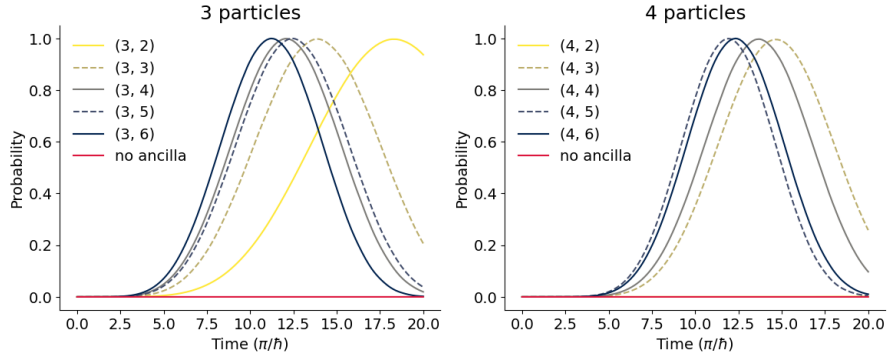 3 particles
1.0
0.8
0.6
0.4
0.2
0.0
Probability
(3, 2)
(3, 3)
(3, 4)
(3, 5)
(3, 6)
no ancilla
0.0 2.5 5.0 7.5 10.0 12.5 15.0 17.5 20.0
Time (π/ℏ)
4 particles
1.0
0.8
0.6
0.4
0.2
0.0
Probability
(4, 2)
(4, 3)
(4, 4)
(4, 5)
(4, 6)
no ancilla
0.0 2.5 5.0 7.5 10.0 12.5 15.0 17.5 20.0
Time (π/ℏ)